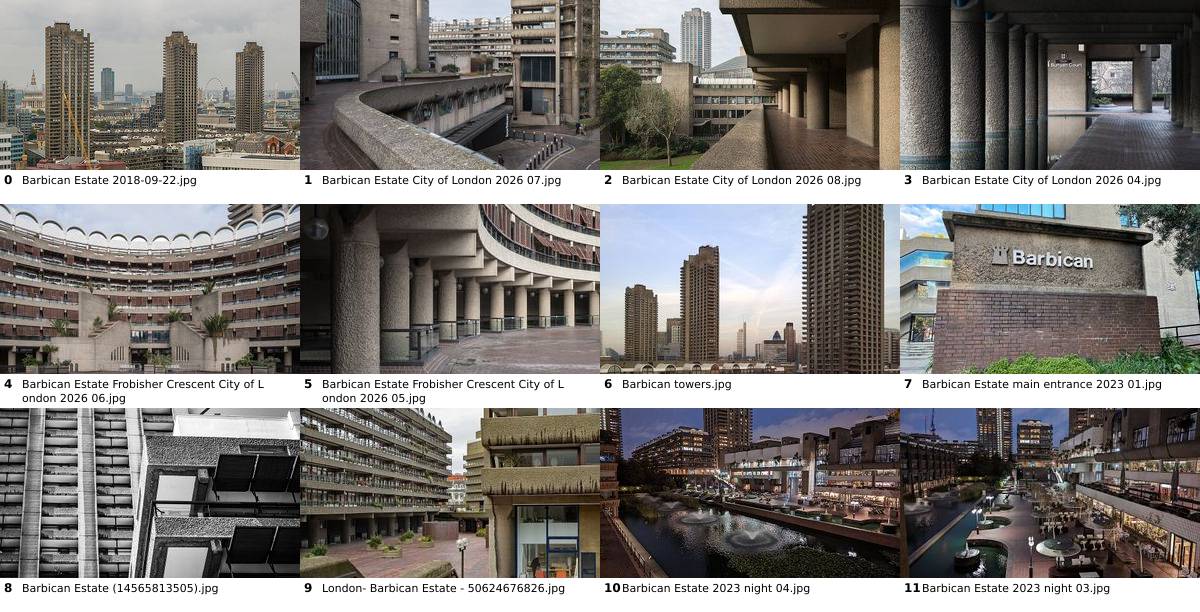 0 Barbican Estate 2018-09-22.jpg
1 Barbican Estate City of London 2026 07.jpg
2 Barbican Estate City of London 2026 08.jpg
Bunyan Court
3 Barbican Estate City of London 2026 04.jpg
4 Barbican Estate Frobisher Crescent City of L
ondon 2026 06.jpg
5 Barbican Estate Frobisher Crescent City of L
ondon 2026 05.jpg
6 Barbican towers.jpg
Barbican
7 Barbican Estate main entrance 2023 01.jpg
8 Barbican Estate (14565813505).jpg
9 London- Barbican Estate - 50624676826.jpg
10 Barbican Estate 2023 night 04.jpg
11 Barbican Estate 2023 night 03.jpg